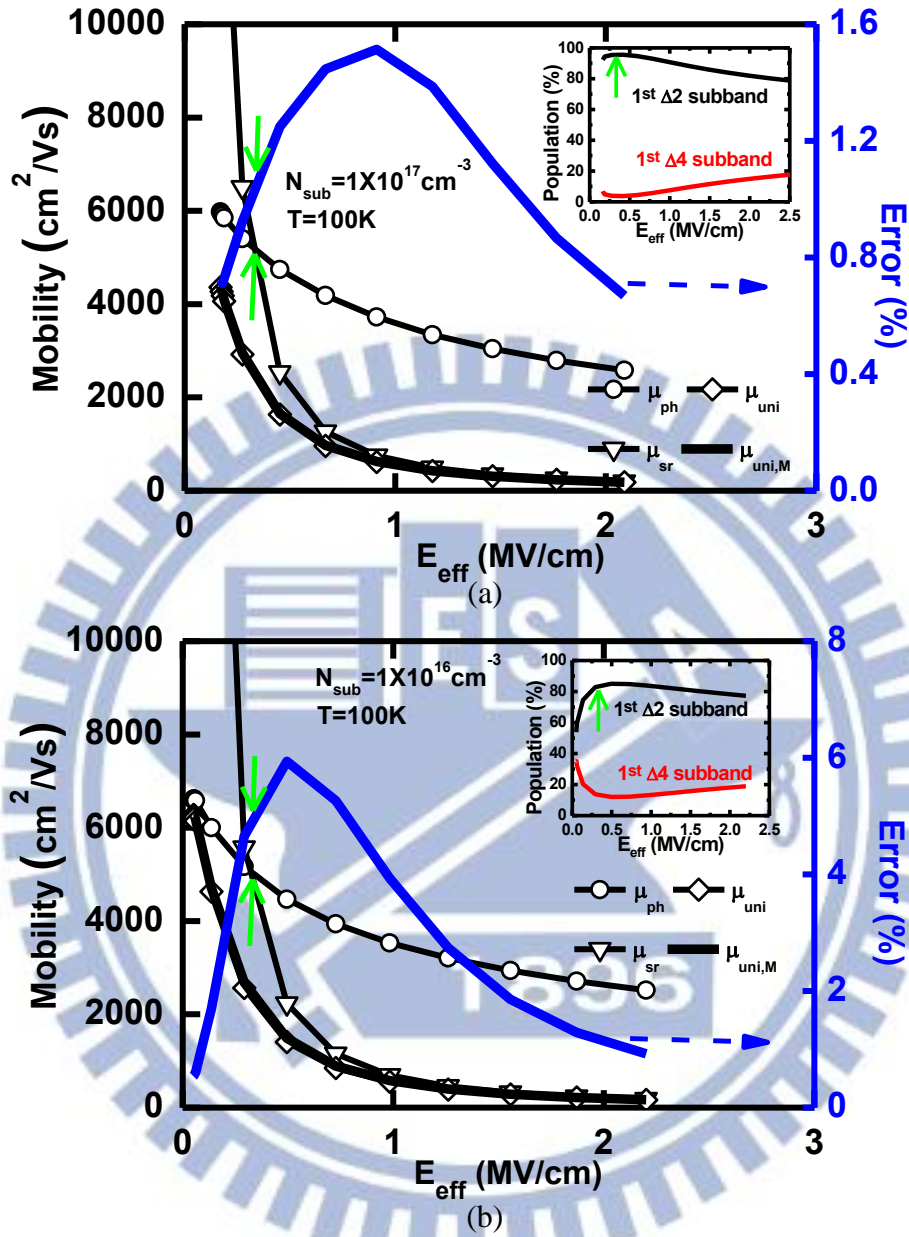 10000
8000
6000
4000
2000
0
Mobility (cm²/Vs)
1.6
1.2
0.8
0.4
0.0
Error (%)
N_sub=1X10^17cm^-3
T=100K
100
80
60
40
20
0
Population (%)
1st Δ2 subband
1st Δ4 subband
0.0 0.5 1.0 1.5 2.0 2.5
E_eff (MV/cm)
μ_ph μ_uni
μ_sr μ_uni,M
0 1 2 3
E_eff (MV/cm)
(a)
10000
8000
6000
4000
2000
0
Mobility (cm²/Vs)
8
6
4
2
0
Error (%)
N_sub=1X10^16cm^-3
T=100K
100
80
60
40
20
0
Population (%)
1st Δ2 subband
1st Δ4 subband
0.0 0.5 1.0 1.5 2.0 2.5
E_eff (MV/cm)
μ_ph μ_uni
μ_sr μ_uni,M
0 1 2 3
E_eff (MV/cm)
(b)
ES
A
8
1896